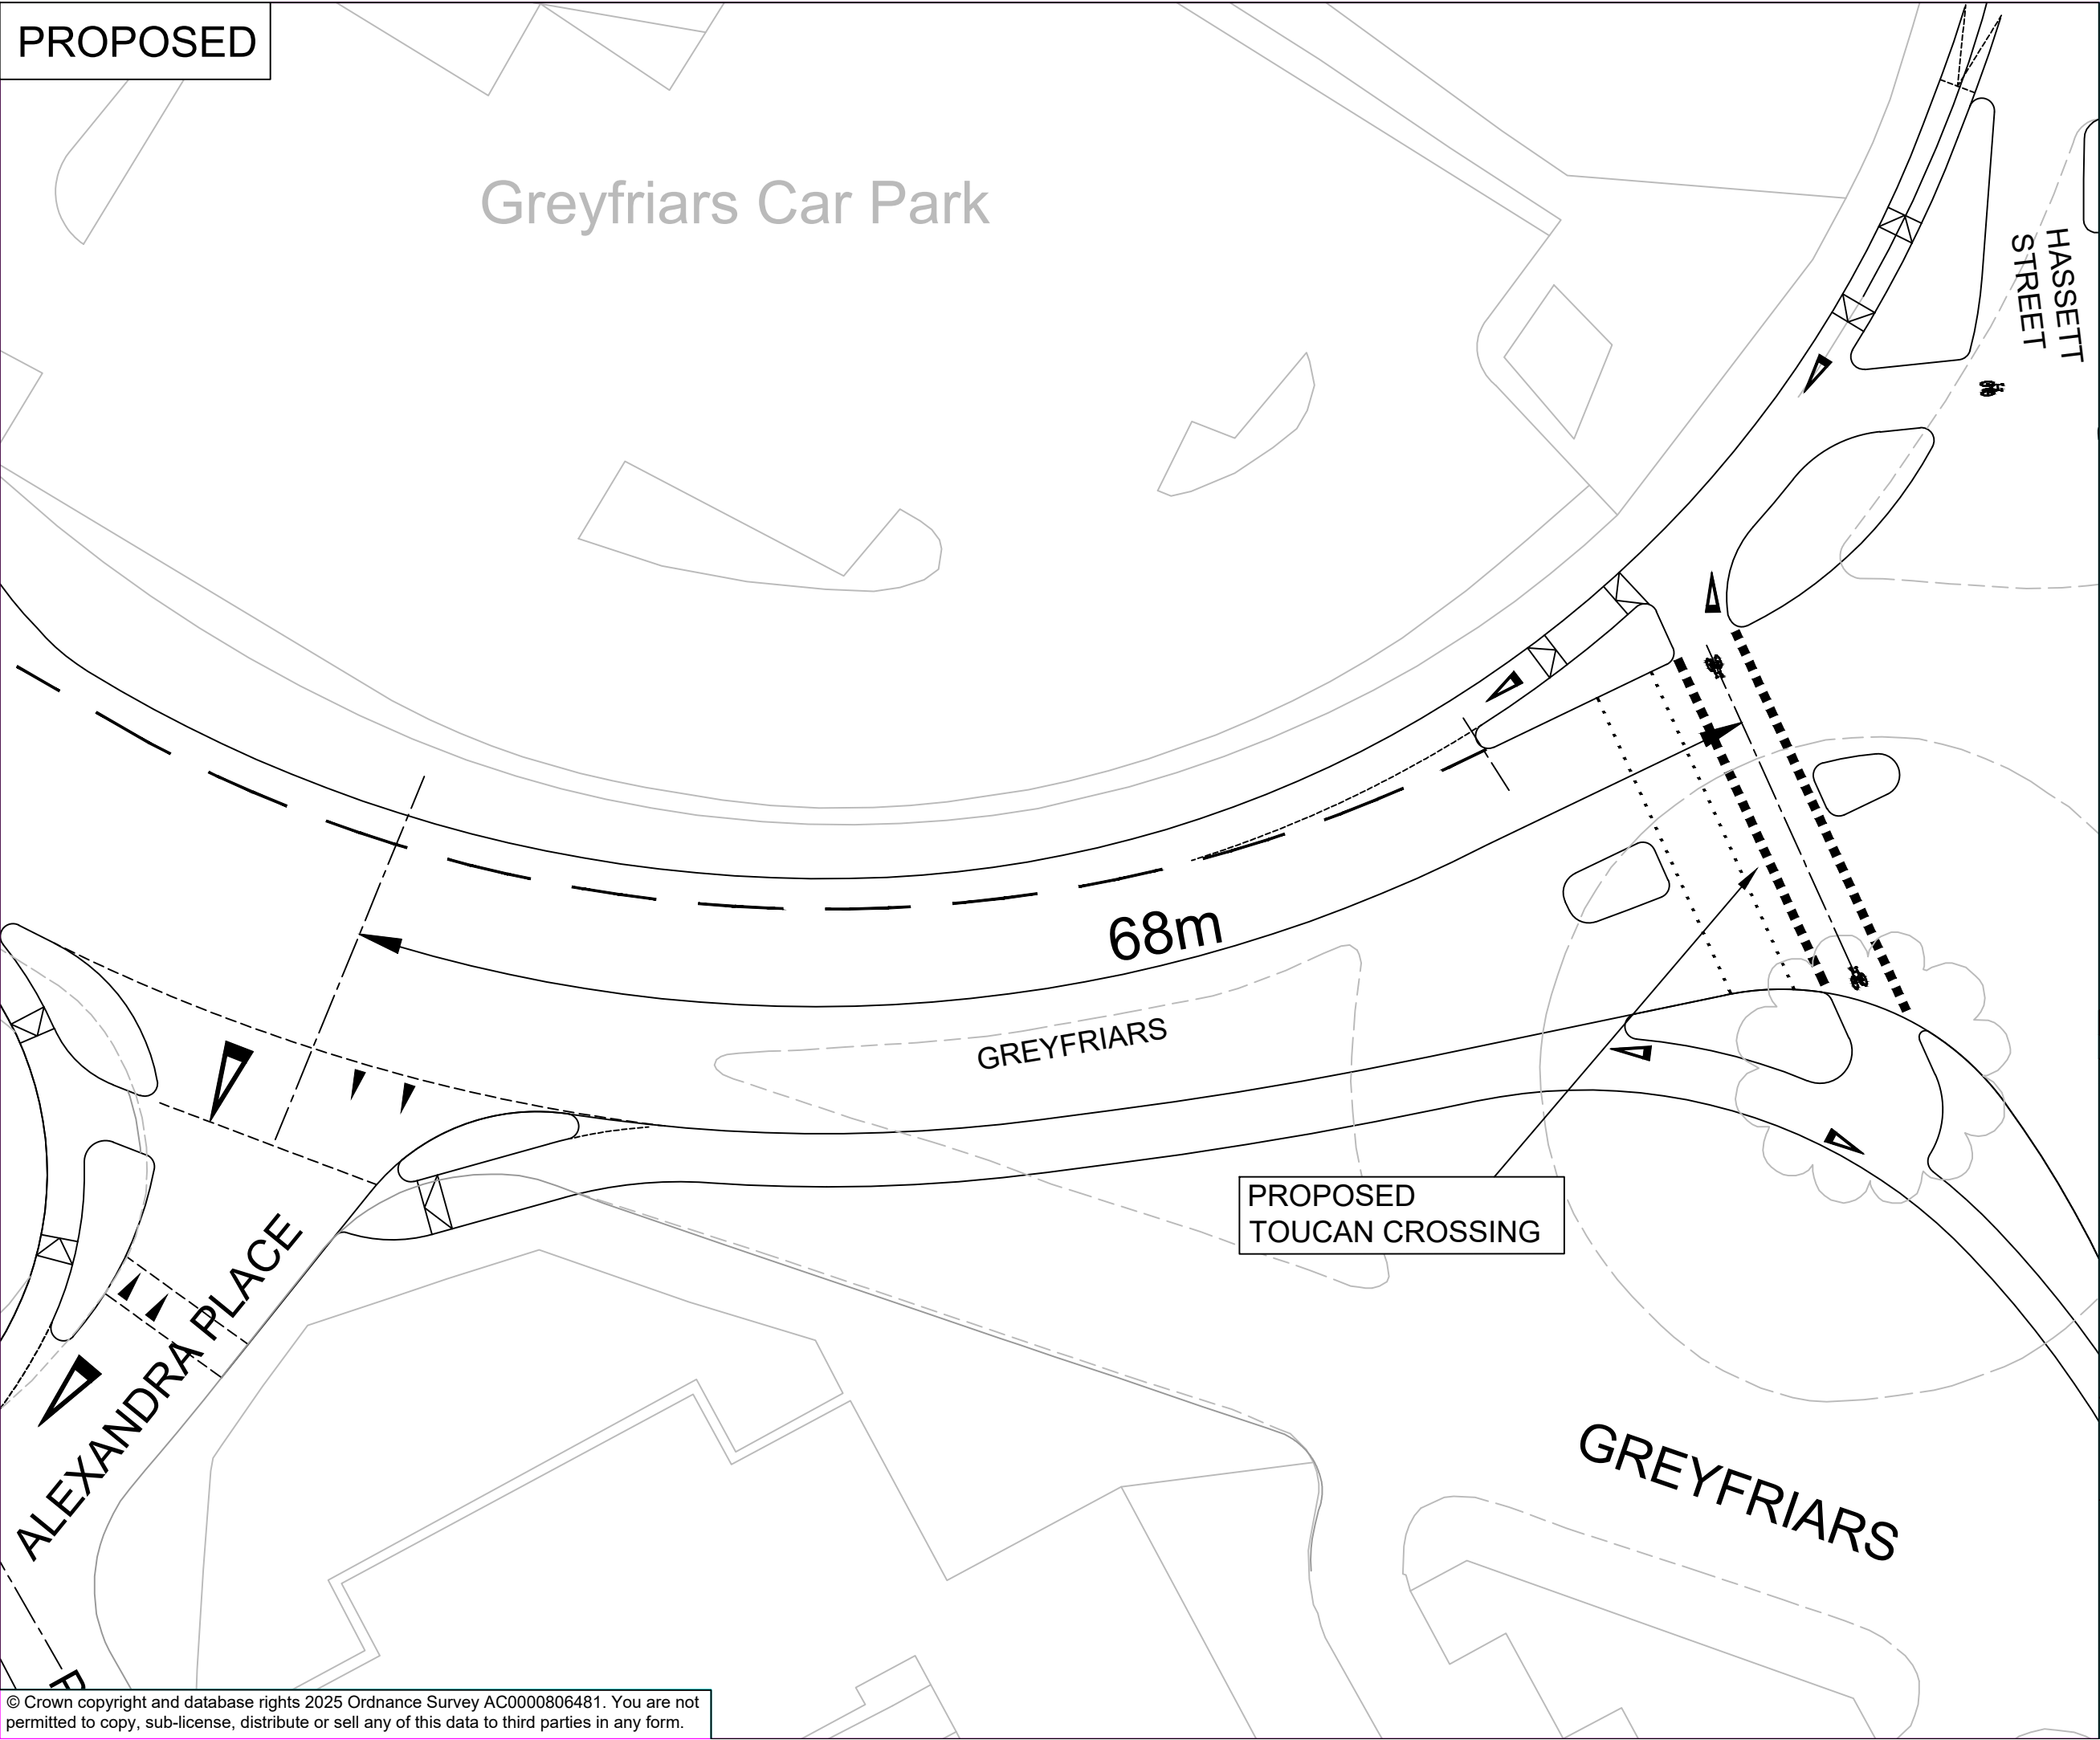 PROPOSED
Greyfriars Car Park
HASSETT
STREET
68m
GREYFRIARS
PROPOSED
TOUCAN CROSSING
ALEXANDRA PLACE
GREYFRIARS
© Crown copyright and database rights 2025 Ordnance Survey AC0000806481. You are not
permitted to copy, sub-license, distribute or sell any of this data to third parties in any form.